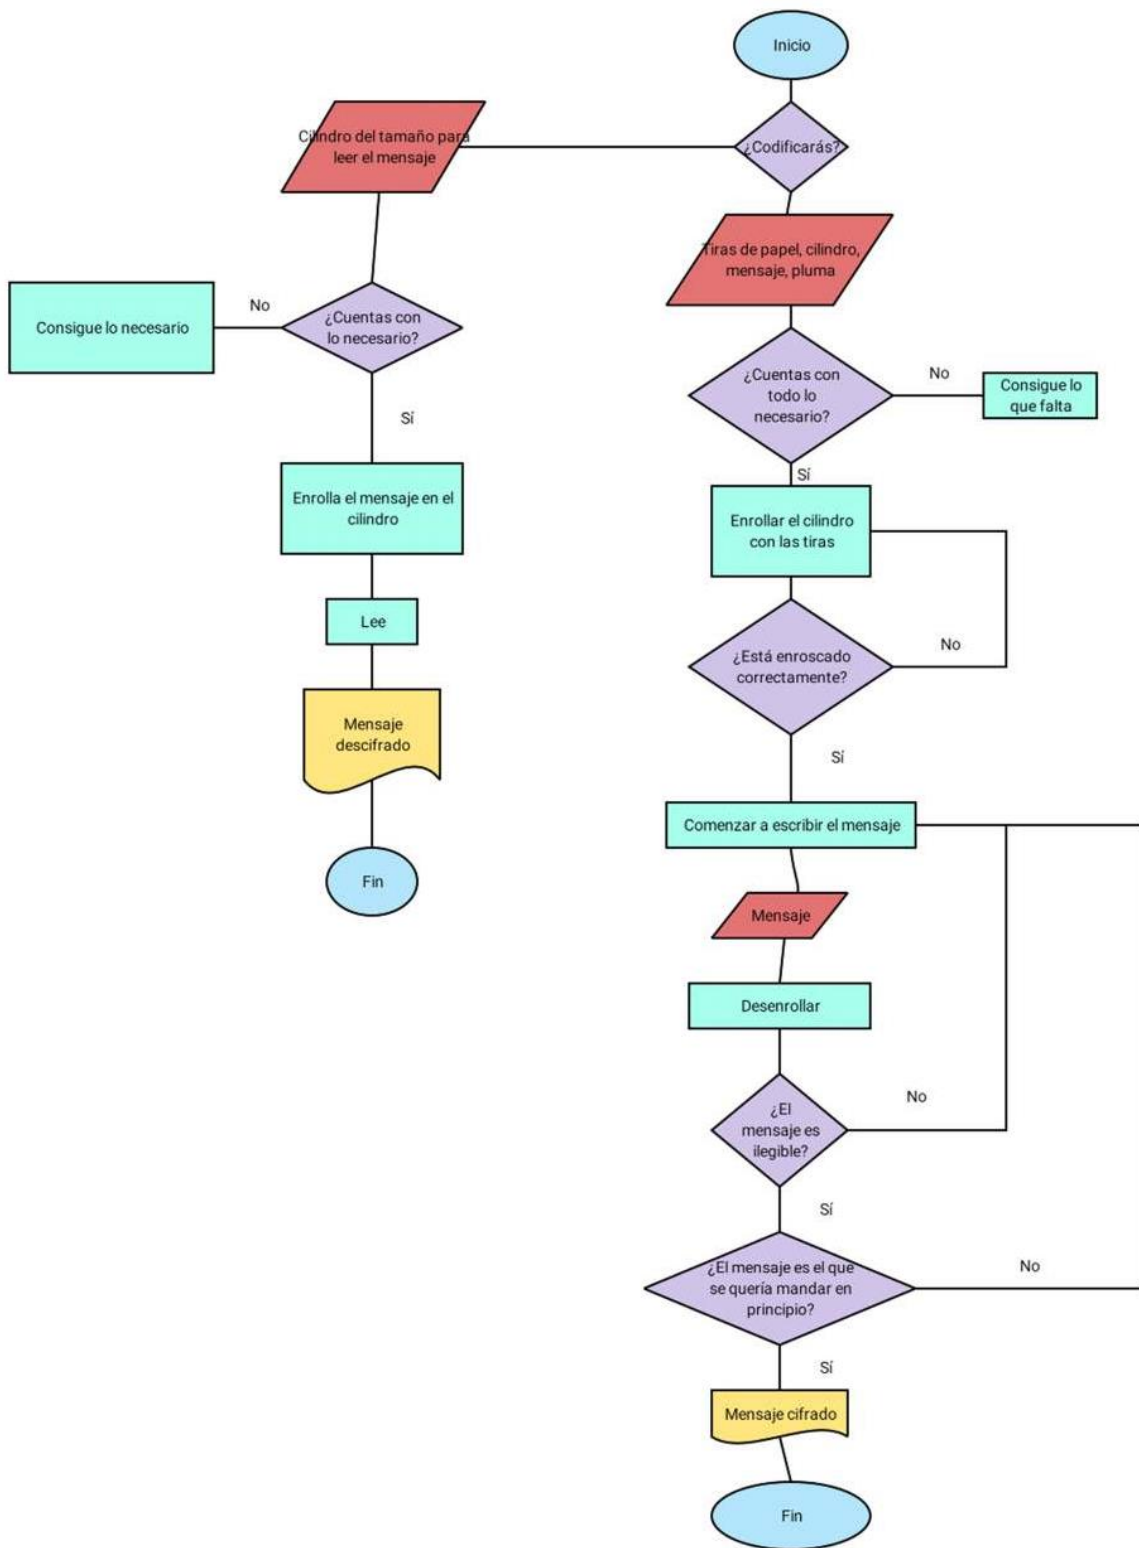 Inicio
¿Codificarás?
Cilindro del tamaño para
leer el mensaje
Tiras de papel, cilindro,
mensaje, pluma
Consigue lo necesario
No
¿Cuentas con
lo necesario?
Sí
Enrolla el mensaje en el
cilindro
Lee
Mensaje
descifrado
Fin
¿Cuentas con
todo lo
necesario?
No
Consigue lo
que falta
Sí
Enrollar el cilindro
con las tiras
¿Está enroscado
correctamente?
No
Sí
Comenzar a escribir el mensaje
Mensaje
Desenrollar
¿El
mensaje es
ilegible?
No
Sí
¿El mensaje es el que
se quería mandar en
principio?
No
Sí
Mensaje cifrado
Fin